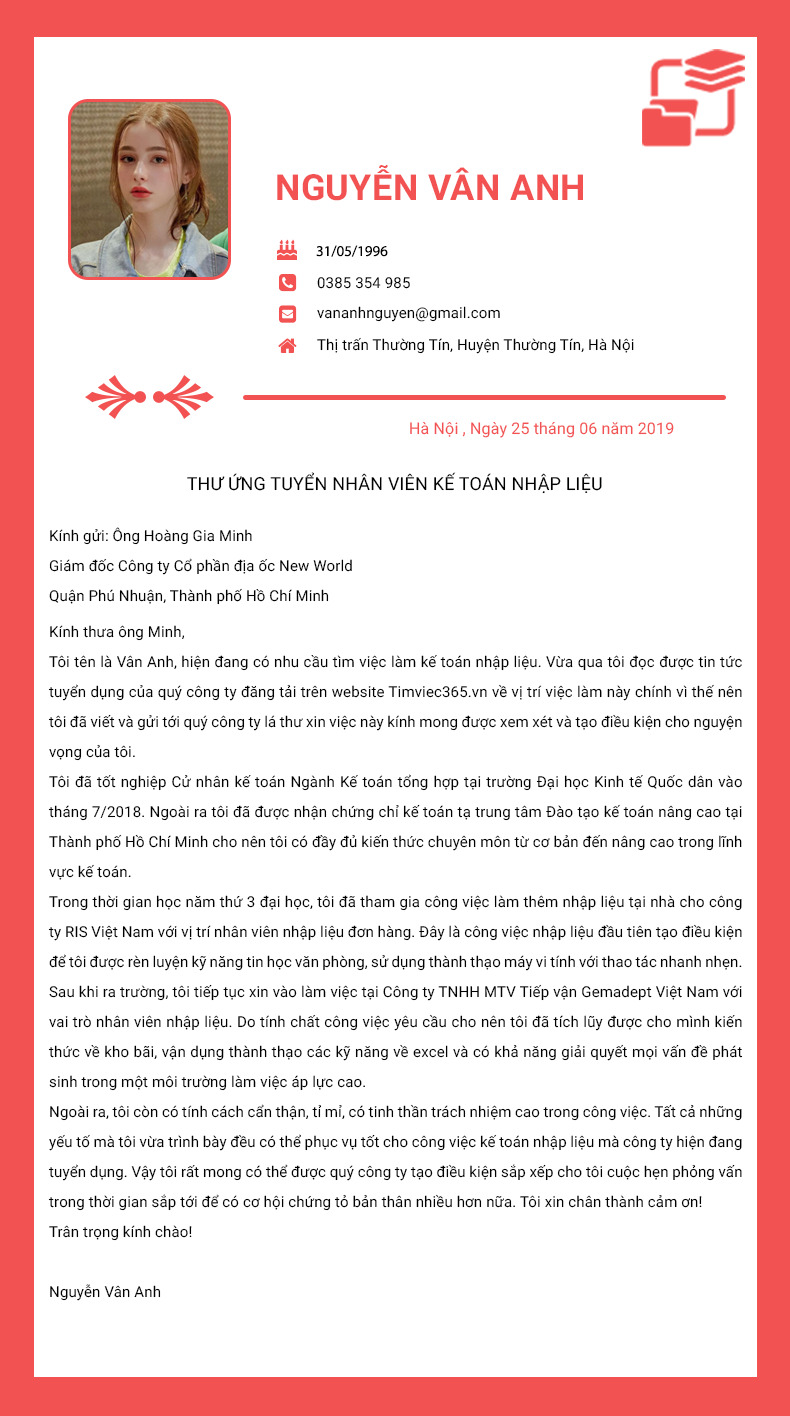 NGUYỄN VÂN ANH
31/05/1996
0385 354 985
vananhnguyen@gmail.com
Thị trấn Thường Tín, Huyện Thường Tín, Hà Nội
Hà Nội , Ngày 25 tháng 06 năm 2019
THƯ ỨNG TUYỂN NHÂN VIÊN KẾ TOÁN NHẬP LIỆU
Kính gửi: Ông Hoàng Gia Minh
Giám đốc Công ty Cổ phần địa ốc New World
Quận Phú Nhuận, Thành phố Hồ Chí Minh
Kính thưa ông Minh,
Tôi tên là Vân Anh, hiện đang có nhu cầu tìm việc làm kế toán nhập liệu. Vừa qua tôi đọc được tin tức
tuyển dụng của quý công ty đăng tải trên website Timviec365.vn về vị trí việc làm này chính vì thế nên
tôi đã viết và gửi tới quý công ty lá thư xin việc này kính mong được xem xét và tạo điều kiện cho nguyện
vọng của tôi.
Tôi đã tốt nghiệp Cử nhân kế toán Ngành Kế toán tổng hợp tại trường Đại học Kinh tế Quốc dân vào
tháng 7/2018. Ngoài ra tôi đã được nhận chứng chỉ kế toán tạ trung tâm Đào tạo kế toán nâng cao tại
Thành phố Hồ Chí Minh cho nên tôi có đầy đủ kiến thức chuyên môn từ cơ bản đến nâng cao trong lĩnh
vực kế toán.
Trong thời gian học năm thứ 3 đại học, tôi đã tham gia công việc làm thêm nhập liệu tại nhà cho công
ty RIS Việt Nam với vị trí nhân viên nhập liệu đơn hàng. Đây là công việc nhập liệu đầu tiên tạo điều kiện
để tôi được rèn luyện kỹ năng tin học văn phòng, sử dụng thành thạo máy vi tính với thao tác nhanh nhẹn.
Sau khi ra trường, tôi tiếp tục xin vào làm việc tại Công ty TNHH MTV Tiếp vận Gemadept Việt Nam với
vai trò nhân viên nhập liệu. Do tính chất công việc yêu cầu cho nên tôi đã tích lũy được cho mình kiến
thức về kho bãi, vận dụng thành thạo các kỹ năng về excel và có khả năng giải quyết mọi vấn đề phát
sinh trong một môi trường làm việc áp lực cao.
Ngoài ra, tôi còn có tính cách cẩn thận, tỉ mỉ, có tinh thần trách nhiệm cao trong công việc. Tất cả những
yếu tố mà tôi vừa trình bày đều có thể phục vụ tốt cho công việc kế toán nhập liệu mà công ty hiện đang
tuyển dụng. Vậy tôi rất mong có thể được quý công ty tạo điều kiện sắp xếp cho tôi cuộc hẹn phỏng vấn
trong thời gian sắp tới để có cơ hội chứng tỏ bản thân nhiều hơn nữa. Tôi xin chân thành cảm ơn!
Trân trọng kính chào!
Nguyễn Vân Anh